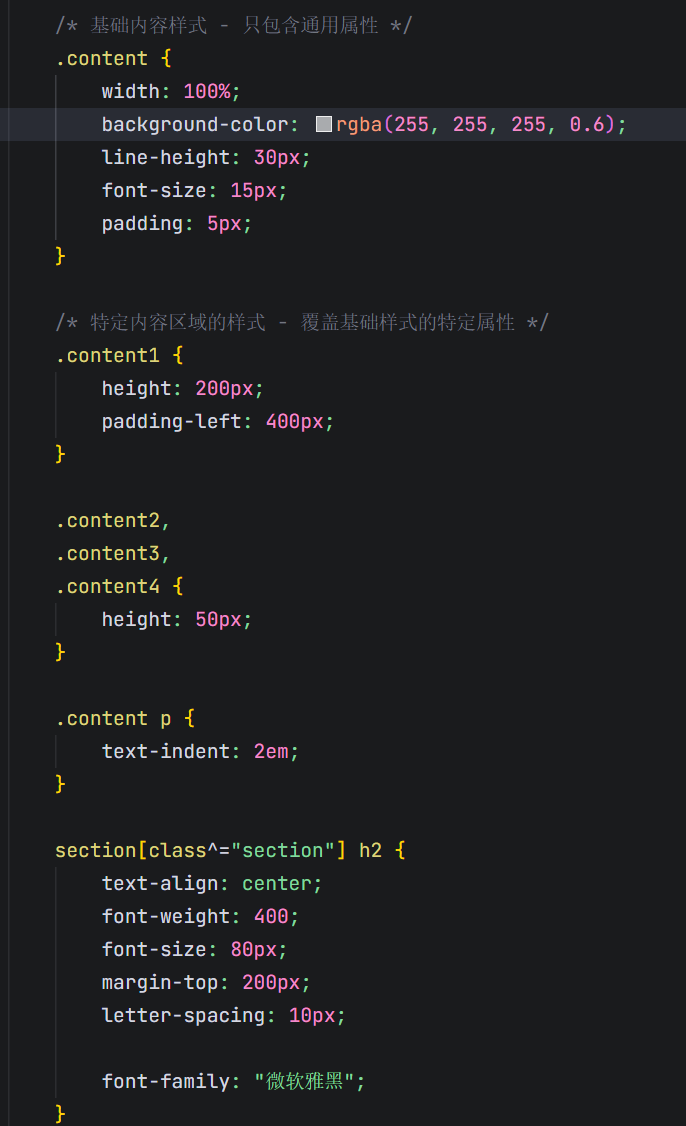 /* 基础内容样式 - 只包含通用属性 */
.content {
width: 100%;
background-color: rgba(255, 255, 255, 0.6);
line-height: 30px;
font-size: 15px;
padding: 5px;
}
/* 特定内容区域的样式 - 覆盖基础样式的特定属性 */
.content1 {
height: 200px;
padding-left: 400px;
}
.content2,
.content3,
.content4 {
height: 50px;
}
.content p {
text-indent: 2em;
}
section[class^="section"] h2 {
text-align: center;
font-weight: 400;
font-size: 80px;
margin-top: 200px;
letter-spacing: 10px;
font-family: "微软雅黑";
}